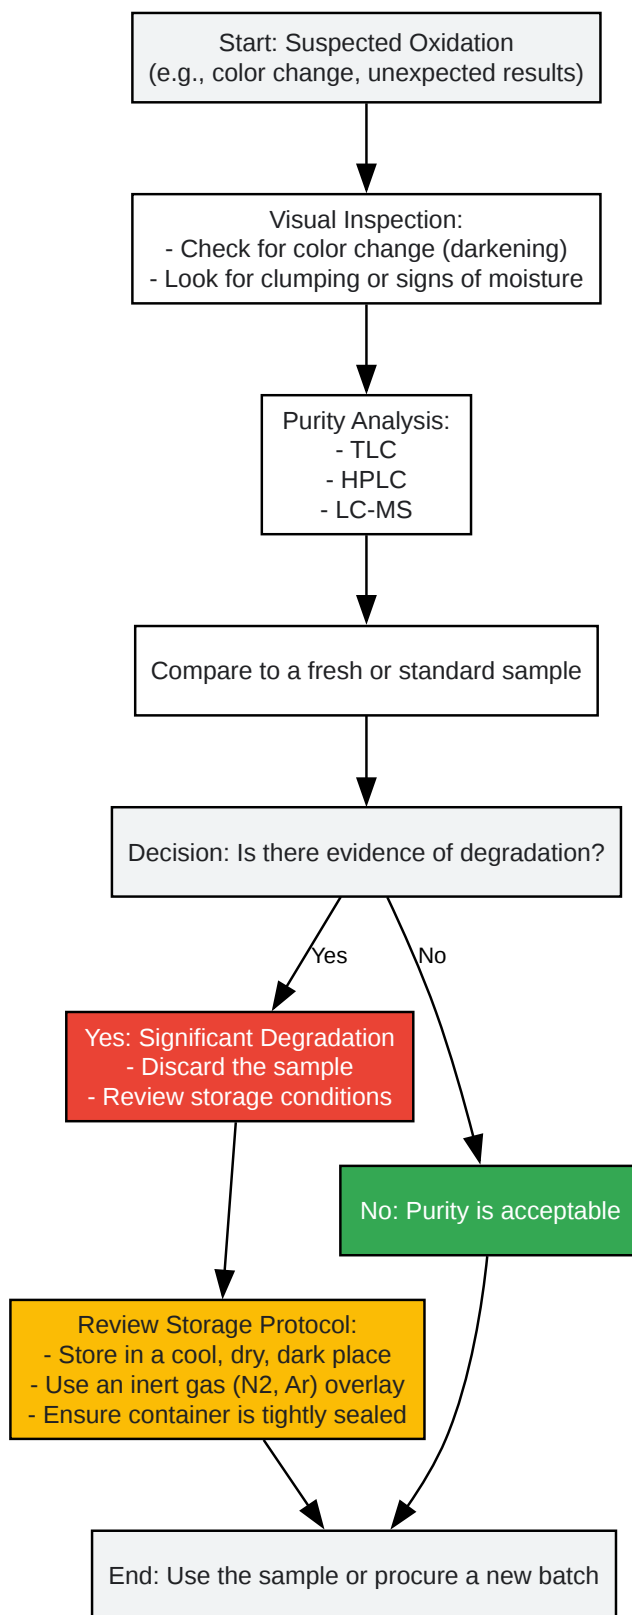 Start: Suspected Oxidation
(e.g., color change, unexpected results)
Visual Inspection:
- Check for color change (darkening)
- Look for clumping or signs of moisture
Purity Analysis:
- TLC
- HPLC
- LC-MS
Compare to a fresh or standard sample
Decision: Is there evidence of degradation?
Yes
No
Yes: Significant Degradation
- Discard the sample
- Review storage conditions
No: Purity is acceptable
Review Storage Protocol:
- Store in a cool, dry, dark place
- Use an inert gas (N2, Ar) overlay
- Ensure container is tightly sealed
End: Use the sample or procure a new batch